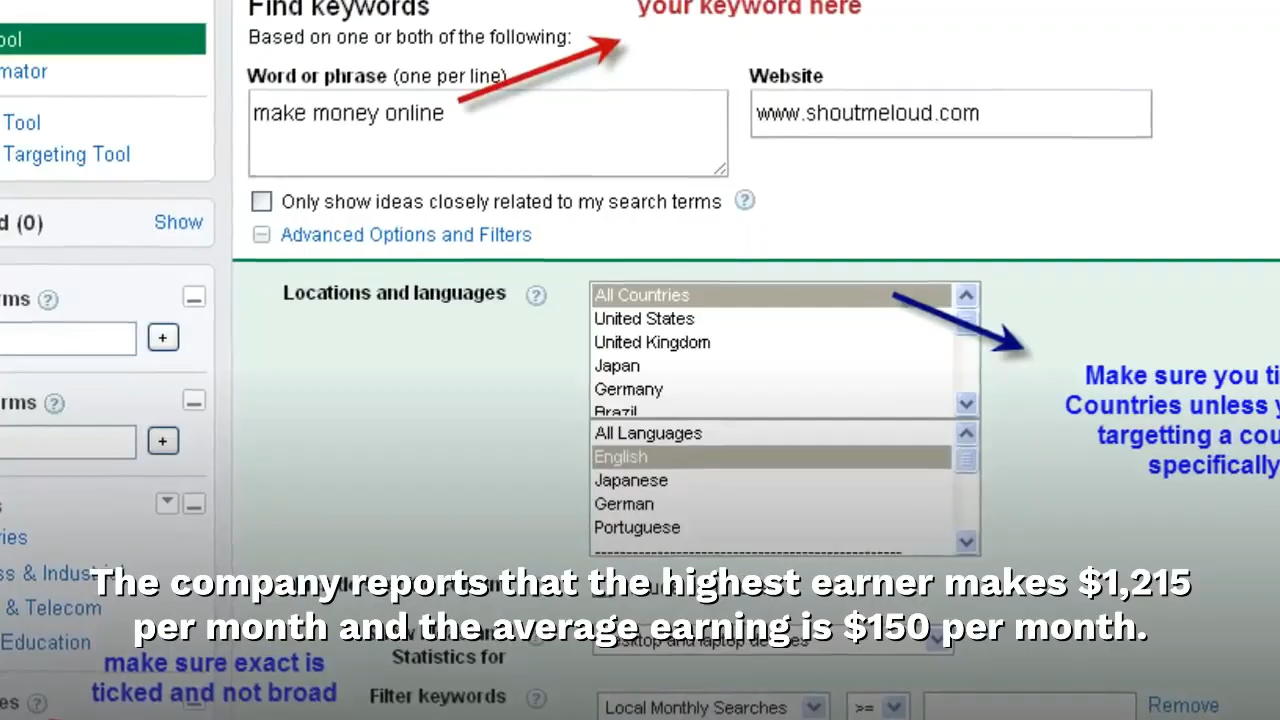 Find keywords
your keyword here
Based on one or both of the following:
ool
mator
Word or phrase (one per line)
Website
make money online
www.shoutmeloud.com
Tool
Targeting Tool
Only show ideas closely related to my search terms
d (0)
Show
Advanced Options and Filters
Locations and languages
All Countries
United States
United Kingdom
Japan
Germany
Brazil
rms
rms
Make sure you ti
Countries unless y
targetting a cou
specifically
All Languages
English
Japanese
German
Portuguese
ries
ss & Indus
& Telecom
Education
The company reports that the highest earner makes $1,215
per month and the average earning is $150 per month.
Statistics for
Desktop and laptop devices
make sure exact is
ticked and not broad
Filter keywords
Local Monthly Searches
>=
Remove
es